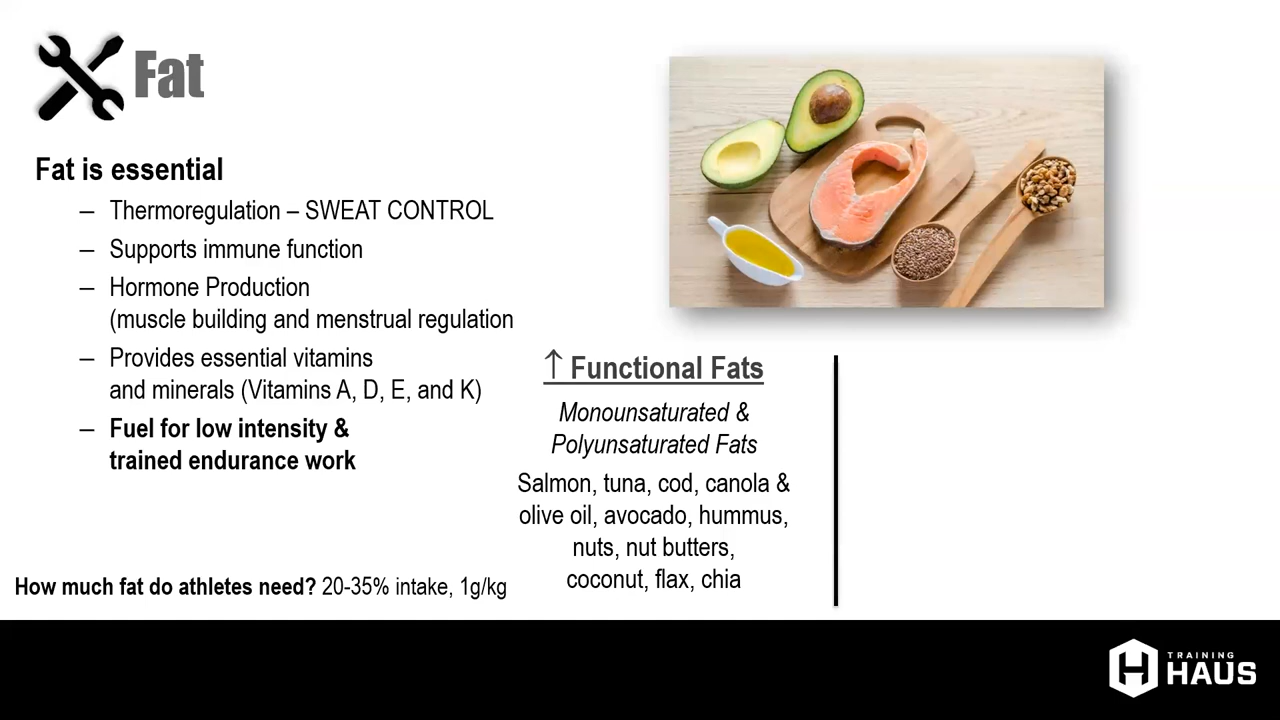 Fat
Fat is essential
– Thermoregulation – SWEAT CONTROL
– Supports immune function
– Hormone Production
(muscle building and menstrual regulation
– Provides essential vitamins
and minerals (Vitamins A, D, E, and K)
– Fuel for low intensity &
trained endurance work
How much fat do athletes need? 20-35% intake, 1g/kg
↑ Functional Fats
Monounsaturated &
Polyunsaturated Fats
Salmon, tuna, cod, canola &
olive oil, avocado, hummus,
nuts, nut butters,
coconut, flax, chia
TRAINING
HAUS